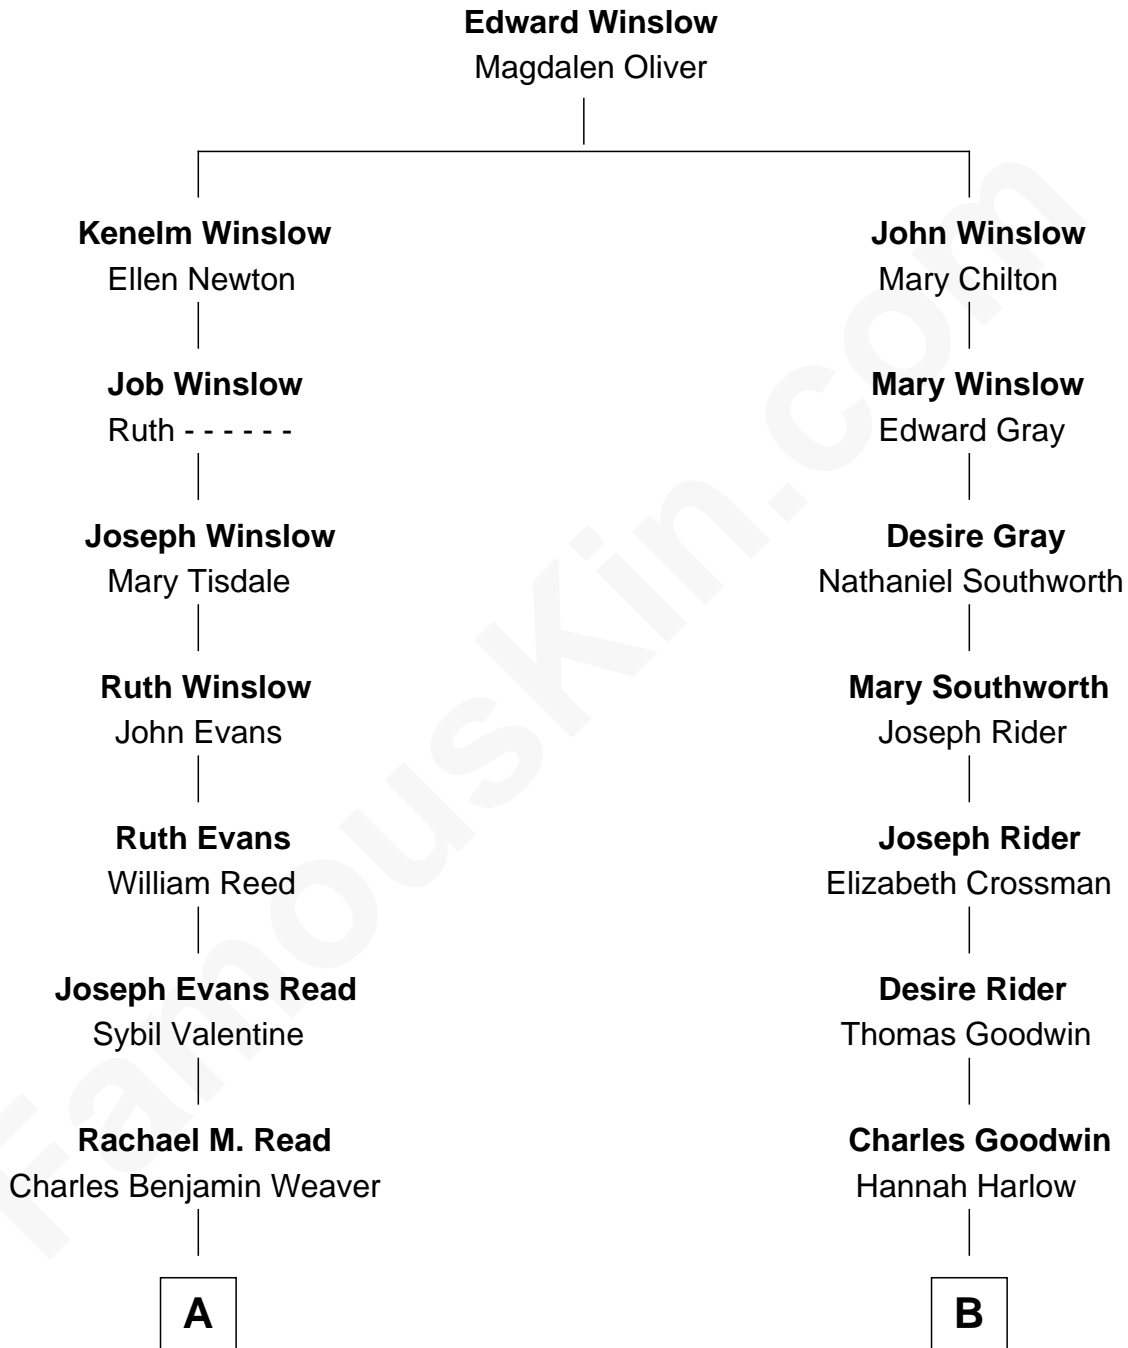 Edward Winslow
Magdalen Oliver
Kenelm Winslow
Ellen Newton
Job Winslow
Ruth - - - - - -
Joseph Winslow
Mary Tisdale
Ruth Winslow
John Evans
Ruth Evans
William Reed
Joseph Evans Read
Sybil Valentine
Rachael M. Read
Charles Benjamin Weaver
A
John Winslow
Mary Chilton
Mary Winslow
Edward Gray
Desire Gray
Nathaniel Southworth
Mary Southworth
Joseph Rider
Joseph Rider
Elizabeth Crossman
Desire Rider
Thomas Goodwin
Charles Goodwin
Hannah Harlow
B
FamousKin.com